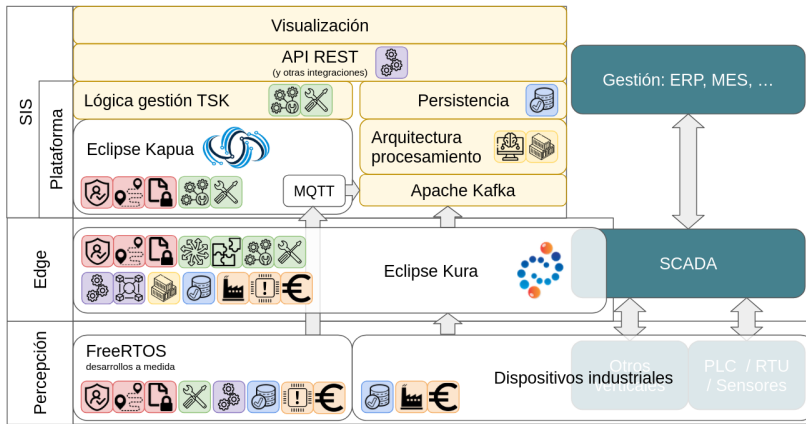 Visualización
API REST
(y otras integraciones)
Gestión: ERP, MES, ...
SIS
Plataforma
Lógica gestión TSK
Persistencia
Eclipse Kapua
Arquitectura
procesamiento
MQTT
Apache Kafka
Edge
Eclipse Kura
SCADA
Percepción
FreeRTOS
desarrollos a medida
Dispositivos industriales
Otros
verticales
PLC / RTU
/ Sensores